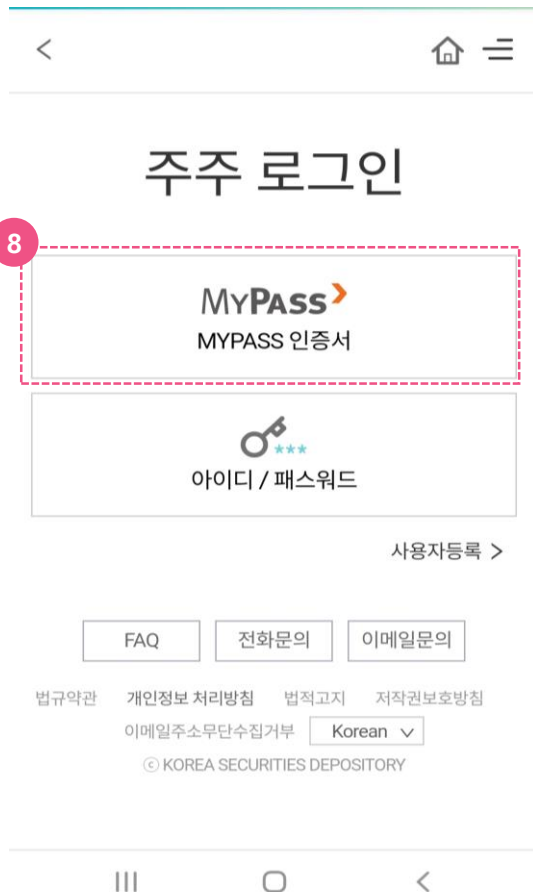 주주 로그인
8
MYPASS
MYPASS 인증서
***
아이디 / 패스워드
사용자등록 >
FAQ 전화문의 이메일문의
법규약관 개인정보 처리방침 법적고지 저작권보호방침
이메일주소무단수집거부 Korean
ⓒ KOREA SECURITIES DEPOSITORY